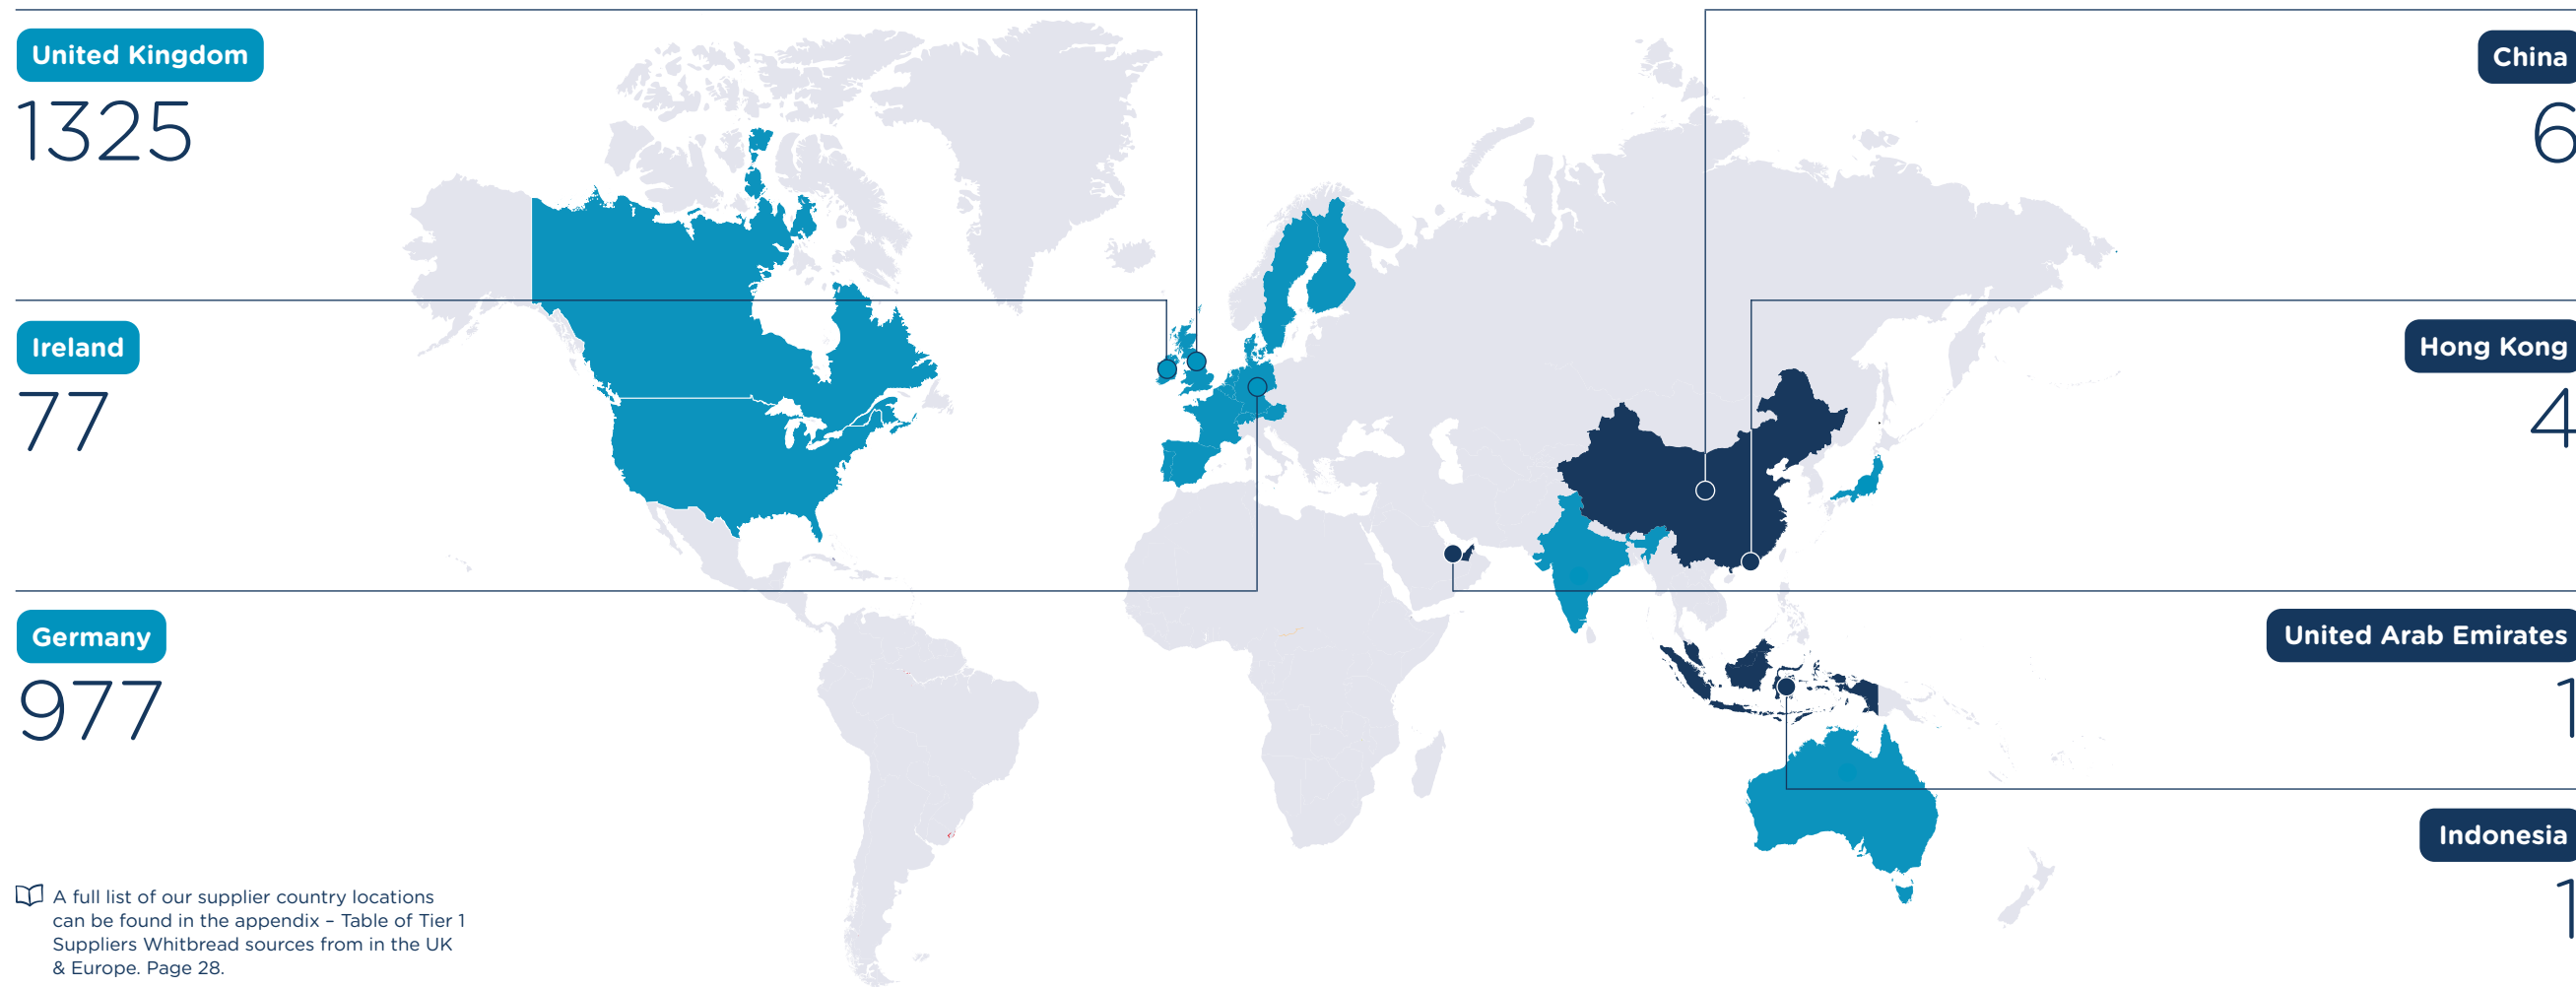 United Kingdom
1325
Ireland
77
Germany
977
A full list of our supplier country locations
can be found in the appendix – Table of Tier 1
Suppliers Whitbread sources from in the UK
& Europe. Page 28.
China
6
Hong Kong
4
United Arab Emirates
1
Indonesia
1